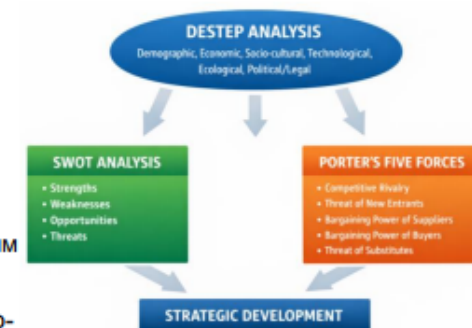 DESTEP ANALYSIS
Demographic, Economic, Socio-cultural, Technological,
Ecological, Political/Legal
SWOT ANALYSIS
• Strengths
• Weaknesses
• Opportunities
• Threats
PORTER'S FIVE FORCES
• Competitive Rivalry
• Threat of New Entrants
• Bargaining Power of Suppliers
• Bargaining Power of Buyers
• Threat of Substitutes
STRATEGIC DEVELOPMENT